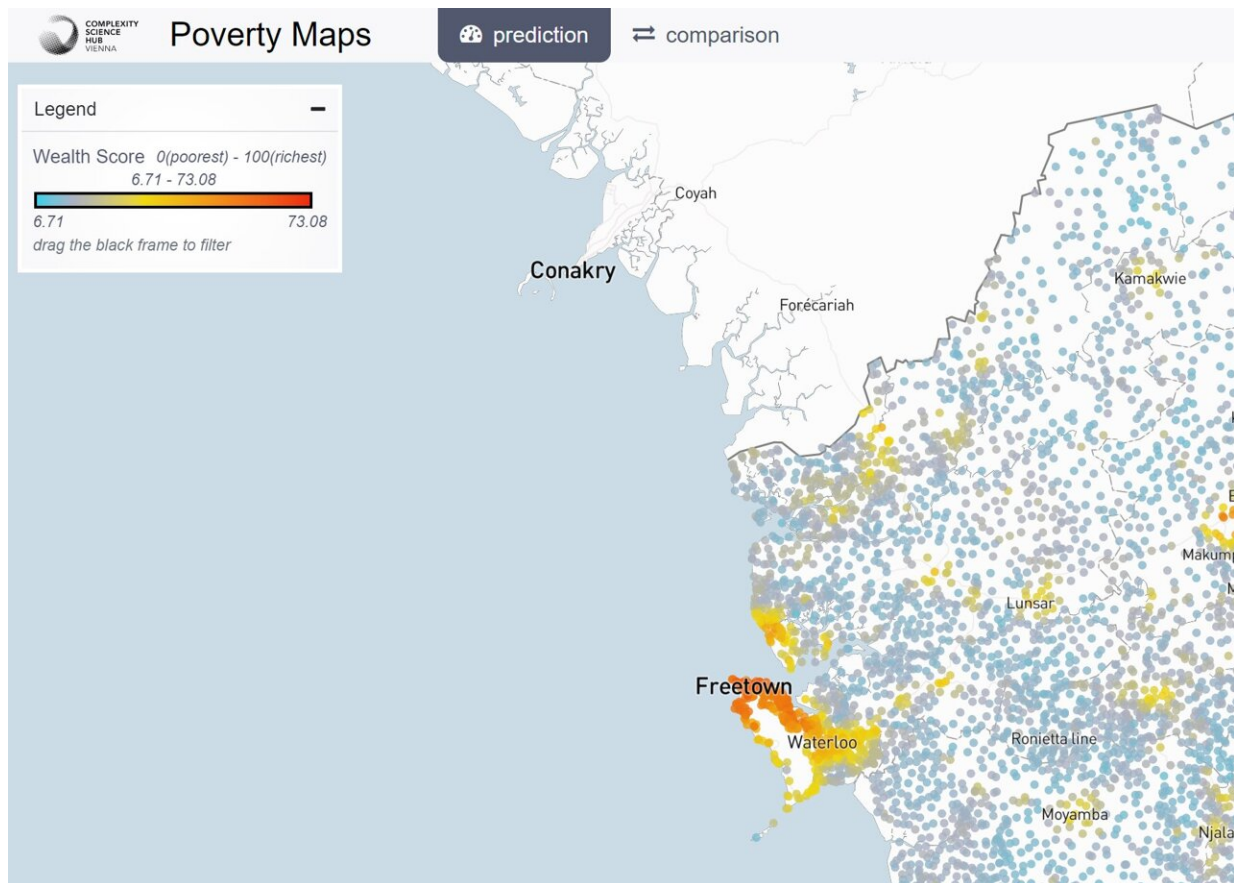 COMPLEXITY
SCIENCE
HUB
VIENNA
Poverty Maps
prediction
comparison
Legend
Wealth Score 0(poorest) - 100(richest)
6.71 - 73.08
6.71 73.08
drag the black frame to filter
Coyah
Conakry
Kamakwie
Forécariah
Makump
Lunsar
Freetown
Waterloo
Ronietta line
Moyamba
Njala